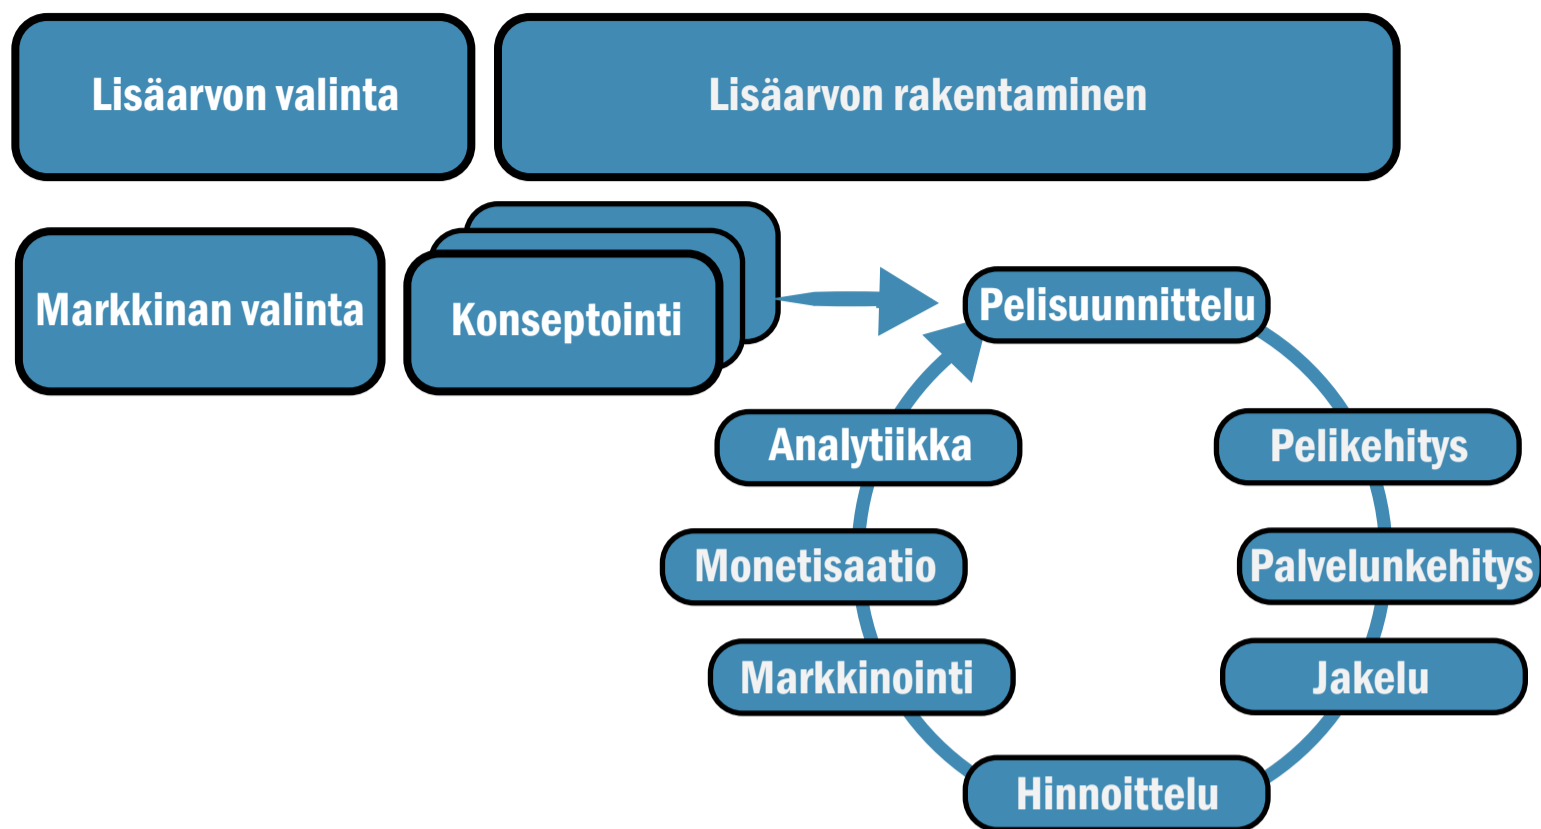 Lisäarvon valinta
Lisäarvon rakentaminen
Markkinan valinta
Konseptointi
Pelisuunnittelu
Analytiikka
Pelikehitys
Monetisaatio
Palvelunkehitys
Markkinointi
Jakelu
Hinnoittelu